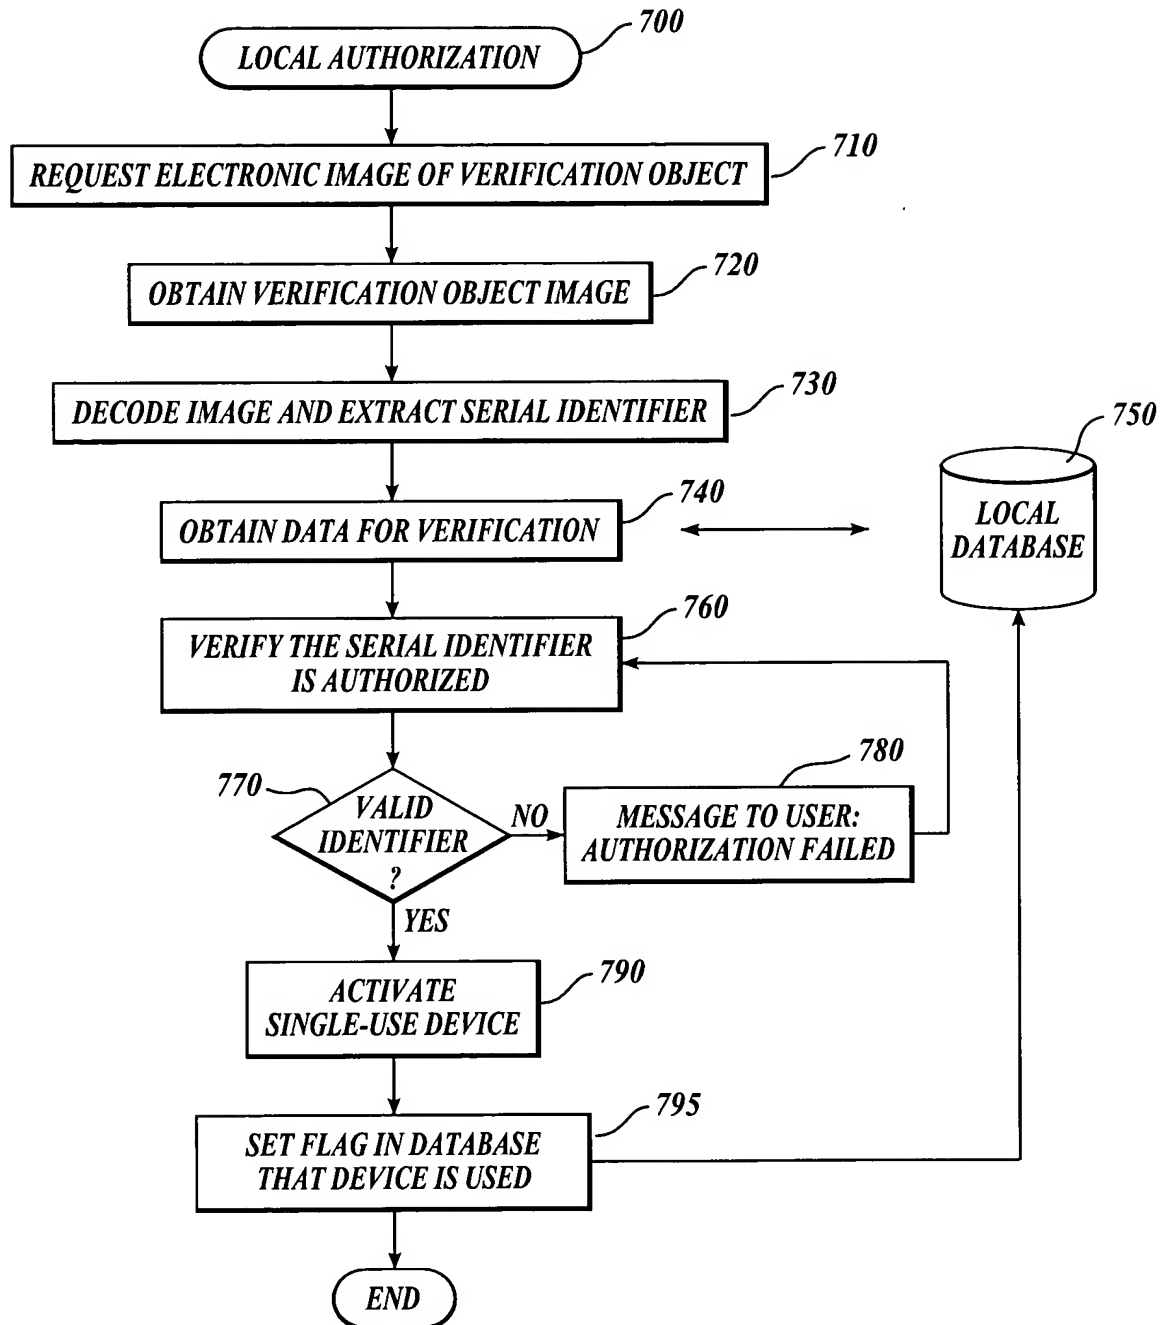 LOCAL AUTHORIZATION
700
REQUEST ELECTRONIC IMAGE OF VERIFICATION OBJECT
710
OBTAIN VERIFICATION OBJECT IMAGE
720
DECODE IMAGE AND EXTRACT SERIAL IDENTIFIER
730
OBTAIN DATA FOR VERIFICATION
740
LOCAL
DATABASE
750
VERIFY THE SERIAL IDENTIFIER
IS AUTHORIZED
760
770
VALID
IDENTIFIER
?
NO
MESSAGE TO USER:
AUTHORIZATION FAILED
780
YES
ACTIVATE
SINGLE-USE DEVICE
790
SET FLAG IN DATABASE
THAT DEVICE IS USED
795
END